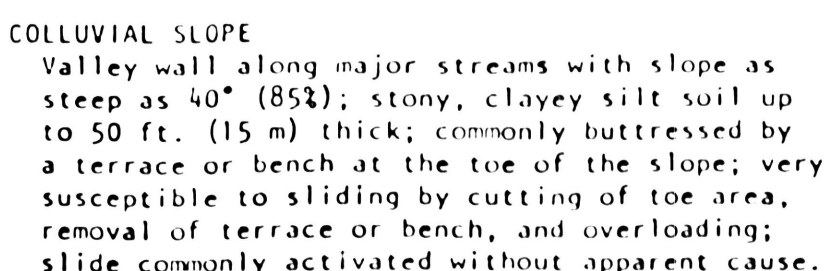 COLLUVIAL SLOPE
Valley wall along major streams with slope as
steep as 40° (85%); stony, clayey silt soil up
to 50 ft. (15 m) thick; commonly buttressed by
a terrace or bench at the toe of the slope; very
susceptible to sliding by cutting of toe area,
removal of terrace or bench, and overloading;
slide commonly activated without apparent cause.